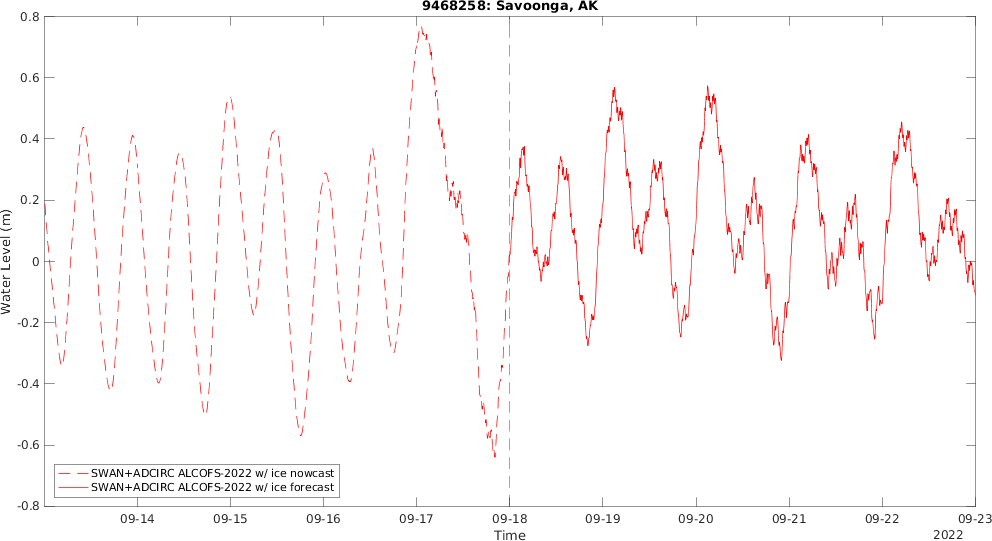 9468258: Savoonga, AK
0.8
0.6
0.4
0.2
0
-0.2
-0.4
-0.6
-0.8
Water Level (m)
SWAN+ADCIRC ALCOFS-2022 w/ ice nowcast
SWAN+ADCIRC ALCOFS-2022 w/ ice forecast
09-14 09-15 09-16 09-17 09-18 09-19 09-20 09-21 09-22 09-23
Time
2022